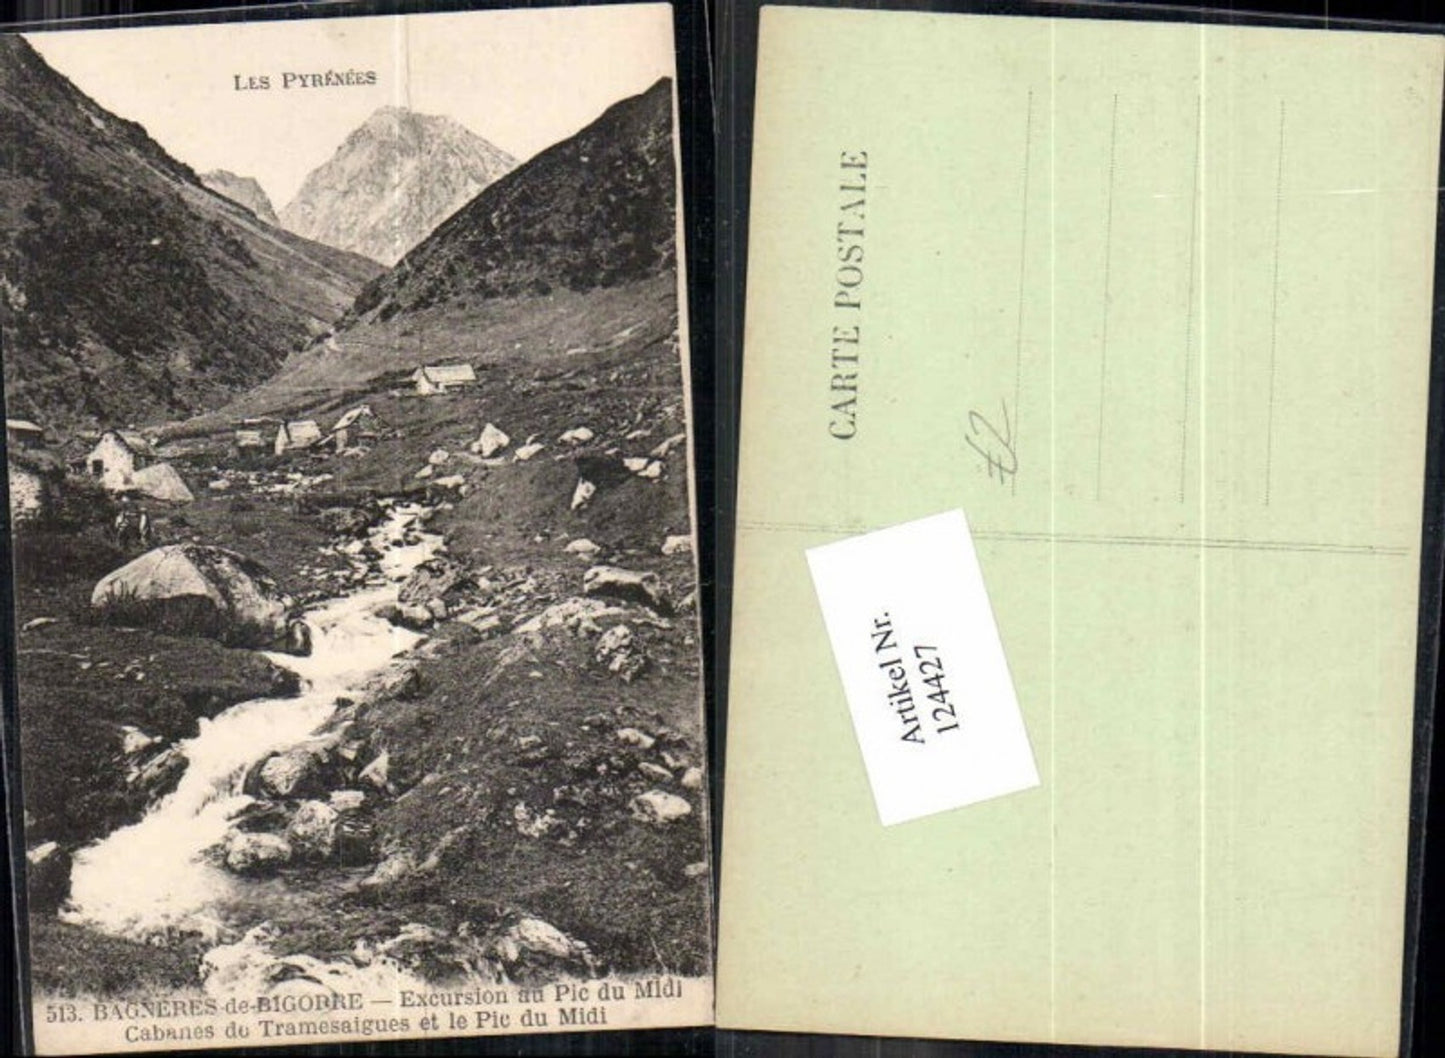 LES PYRÉNÉES
513. BAGNÈRES-de-BIGORRE — Excursion au Pic du Midi
Cabanes de Tramesaigues et le Pic du Midi
CARTE POSTALE
Artikel Nr.
124427